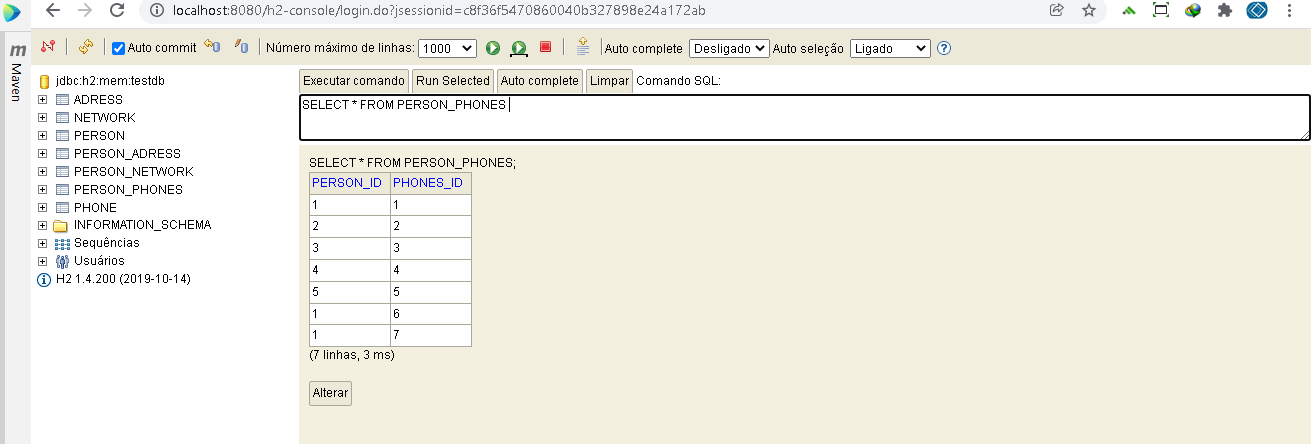 localhost:8080/h2-console/login.do?jsessionid=c8f36f5470860040b327898e24a172ab
m Maven
Auto commit Número máximo de linhas: 1000 Auto complete Desligado Auto seleção Ligado
jdbc:h2:mem:testdb
ADRESS
NETWORK
PERSON
PERSON_ADRESS
PERSON_NETWORK
PERSON_PHONES
PHONE
INFORMATION_SCHEMA
Sequências
Usuários
H2 1.4.200 (2019-10-14)
Executar comando Run Selected Auto complete Limpar Comando SQL:
SELECT * FROM PERSON_PHONES
SELECT * FROM PERSON_PHONES;
PERSON_ID PHONES_ID
1 1
2 2
3 3
4 4
5 5
1 6
1 7
(7 linhas, 3 ms)
Alterar